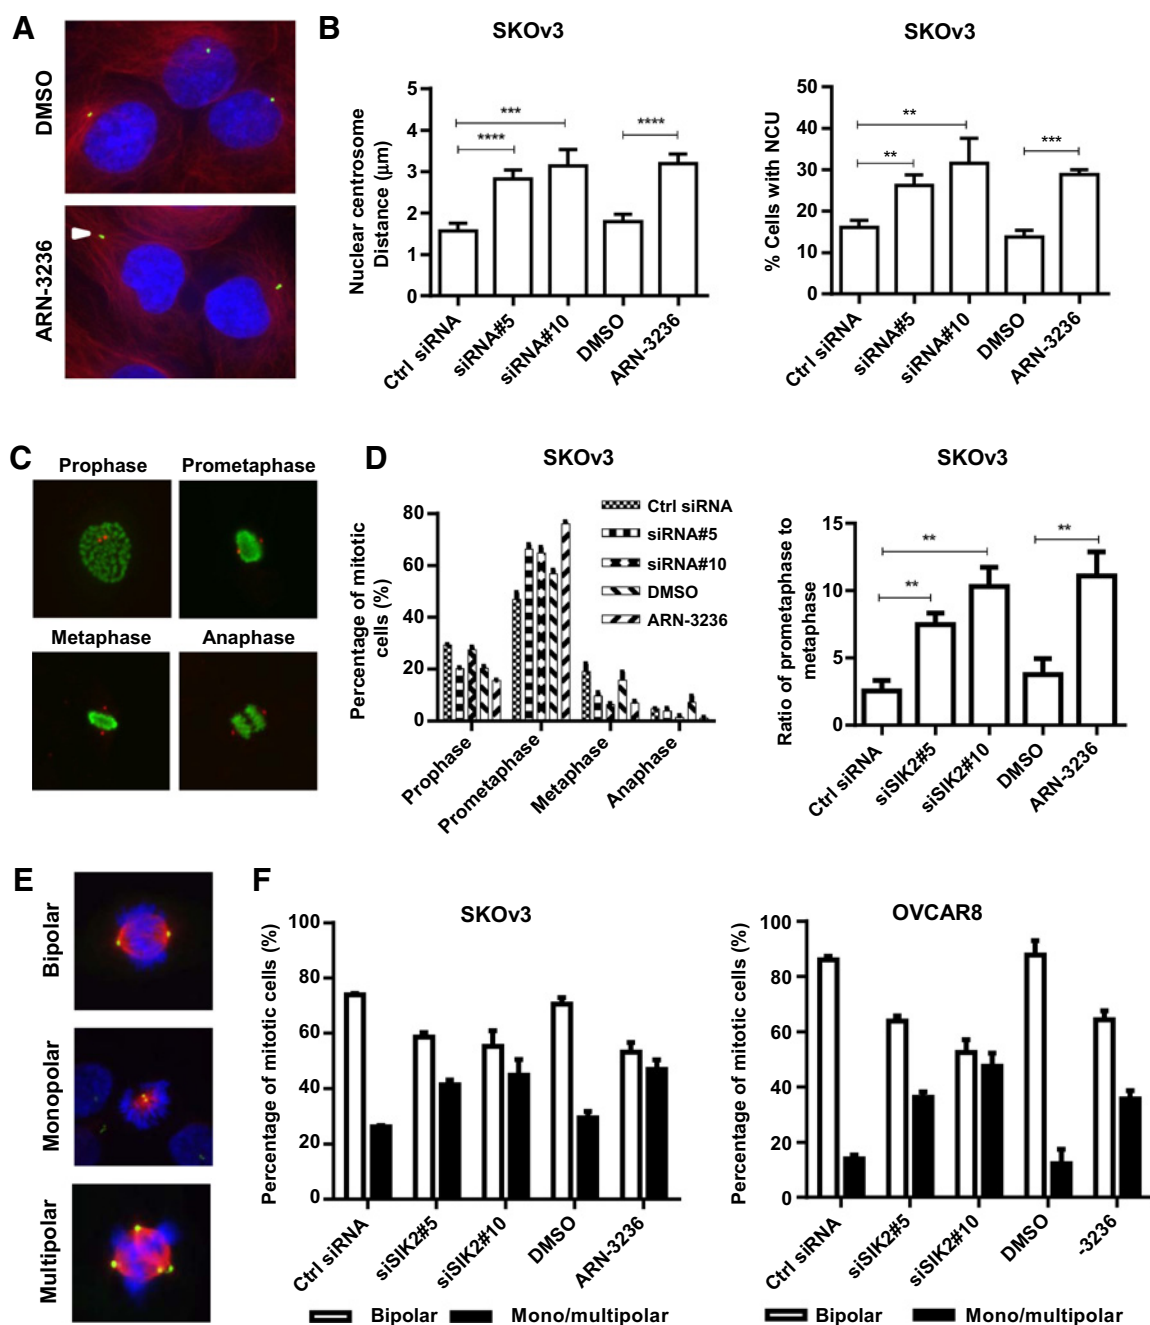 A
DMSO
ARN-3236
B
SKOv3
Nuclear centrosome
Distance (µm)
5
4
3
2
1
0
***
****
****
Ctrl siRNA
siRNA#5
siRNA#10
DMSO
ARN-3236
SKOv3
% Cells with NCU
50
40
30
20
10
0
**
**
***
Ctrl siRNA
siRNA#5
siRNA#10
DMSO
ARN-3236
C
Prophase
Prometaphase
Metaphase
Anaphase
D
SKOv3
Percentage of mitotic
cells (%)
80
60
40
20
0
Ctrl siRNA
siRNA#5
siRNA#10
DMSO
ARN-3236
Prophase
Prometaphase
Metaphase
Anaphase
SKOv3
Ratio of prometaphase to
metaphase
15
10
5
0
**
**
**
Ctrl siRNA
siSIK2#5
siSIK2#10
DMSO
ARN-3236
E
Bipolar
Monopolar
Multipolar
F
SKOv3
Percentage of mitotic cells (%)
100
80
60
40
20
0
Ctrl siRNA
siSIK2#5
siSIK2#10
DMSO
ARN-3236
Bipolar
Mono/multipolar
OVCAR8
Percentage of mitotic cells (%)
100
80
60
40
20
0
Ctrl siRNA
siSIK2#5
siSIK2#10
DMSO
-3236
Bipolar
Mono/multipolar